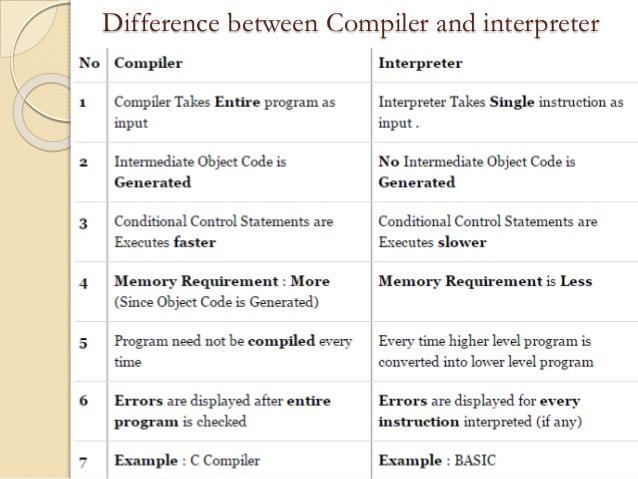 Difference between Compiler and interpreter
No Compiler Interpreter
1 Compiler Takes Entire program as input Interpreter Takes Single instruction as input .
2 Intermediate Object Code is Generated No Intermediate Object Code is Generated
3 Conditional Control Statements are Executes faster Conditional Control Statements are Executes slower
4 Memory Requirement : More (Since Object Code is Generated) Memory Requirement is Less
5 Program need not be compiled every time Every time higher level program is converted into lower level program
6 Errors are displayed after entire program is checked Errors are displayed for every instruction interpreted (if any)
7 Example : C Compiler Example : BASIC